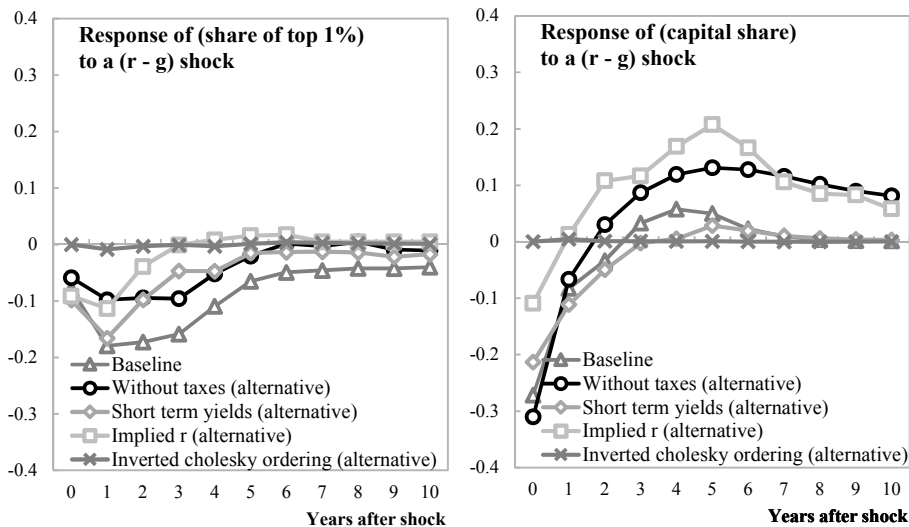 Response of (share of top 1%)
to a (r - g) shock
0.4
0.3
0.2
0.1
0
-0.1
-0.2
-0.3
-0.4
Baseline
Without taxes (alternative)
Short term yields (alternative)
Implied r (alternative)
Inverted cholesky ordering (alternative)
0 1 2 3 4 5 6 7 8 9 10
Years after shock
Response of (capital share)
to a (r - g) shock
0.4
0.3
0.2
0.1
0
-0.1
-0.2
-0.3
-0.4
Baseline
Without taxes (alternative)
Short term yields (alternative)
Implied r (alternative)
Inverted cholesky ordering (alternative)
0 1 2 3 4 5 6 7 8 9 10
Years after shock